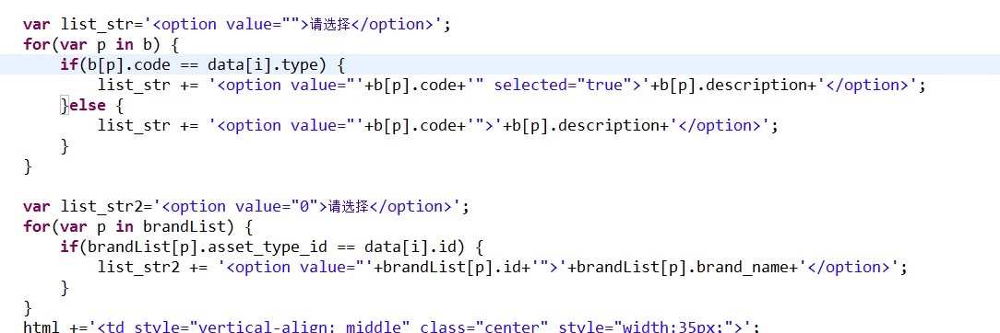 var list_str='<option value="">请选择</option>';
for(var p in b) {
if(b[p].code == data[i].type) {
list_str += '<option value="'+b[p].code+'" selected="true">'+b[p].description+'</option>';
}else {
list_str += '<option value="'+b[p].code+'">'+b[p].description+'</option>';
}
}
var list_str2='<option value="0">请选择</option>';
for(var p in brandList) {
if(brandList[p].asset_type_id == data[i].id) {
list_str2 += '<option value="'+brandList[p].id+'">'+brandList[p].brand_name+'</option>';
}
}
html +='<td style="vertical-align: middle" class="center" style="width:35px;">';